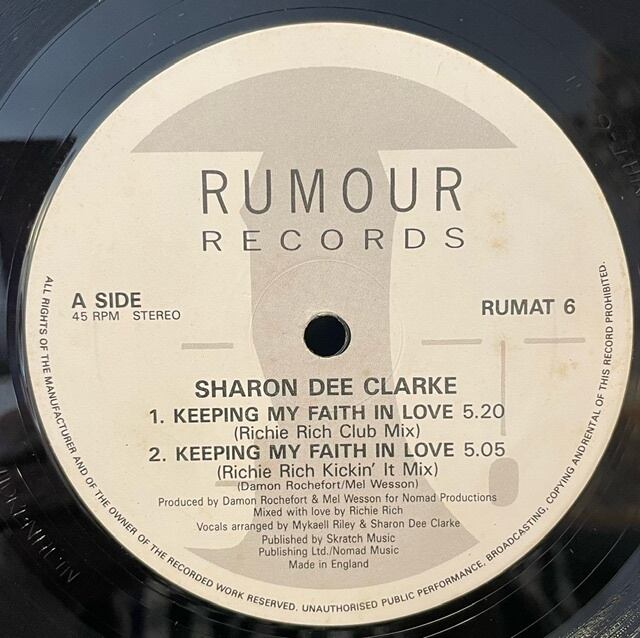 RUMOUR
RECORDS
A SIDE
45 RPM STEREO
RUMAT 6
SHARON DEE CLARKE
1. KEEPING MY FAITH IN LOVE 5.20
(Richie Rich Club Mix)
2. KEEPING MY FAITH IN LOVE 5.05
(Richie Rich Kickin' It Mix)
(Damon Rochefort/Mel Wesson)
Produced by Damon Rochefort & Mel Wesson for Nomad Productions
Mixed with love by Richie Rich
Vocals arranged by Mykaell Riley & Sharon Dee Clarke
Published by Skratch Music
Publishing Ltd./Nomad Music
Made in England
ALL RIGHTS OF THE MANUFACTURER AND OF THE OWNER OF THE RECORDED WORK RESERVED. UNAUTHORISED PUBLIC PERFORMANCE, BROADCASTING, COPYING AND RENTAL OF THIS RECORD PROHIBITED.